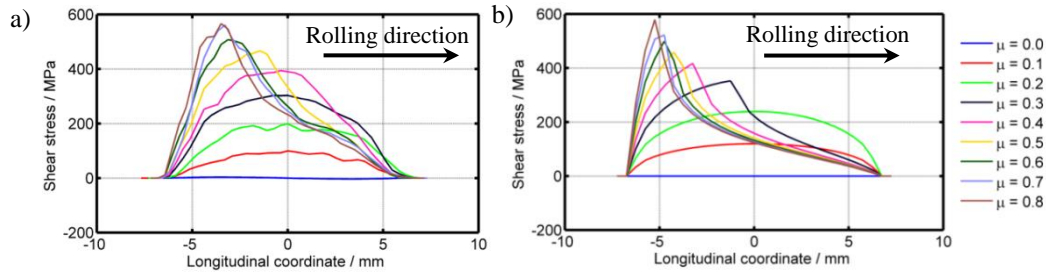 a)
600
400
200
0
-200
Shear stress / MPa
-10
-5
0
5
10
Longitudinal coordinate / mm
Rolling direction
b)
600
400
200
0
-200
Shear stress / MPa
-10
-5
0
5
10
Longitudinal coordinate / mm
Rolling direction
μ = 0.0
μ = 0.1
μ = 0.2
μ = 0.3
μ = 0.4
μ = 0.5
μ = 0.6
μ = 0.7
μ = 0.8